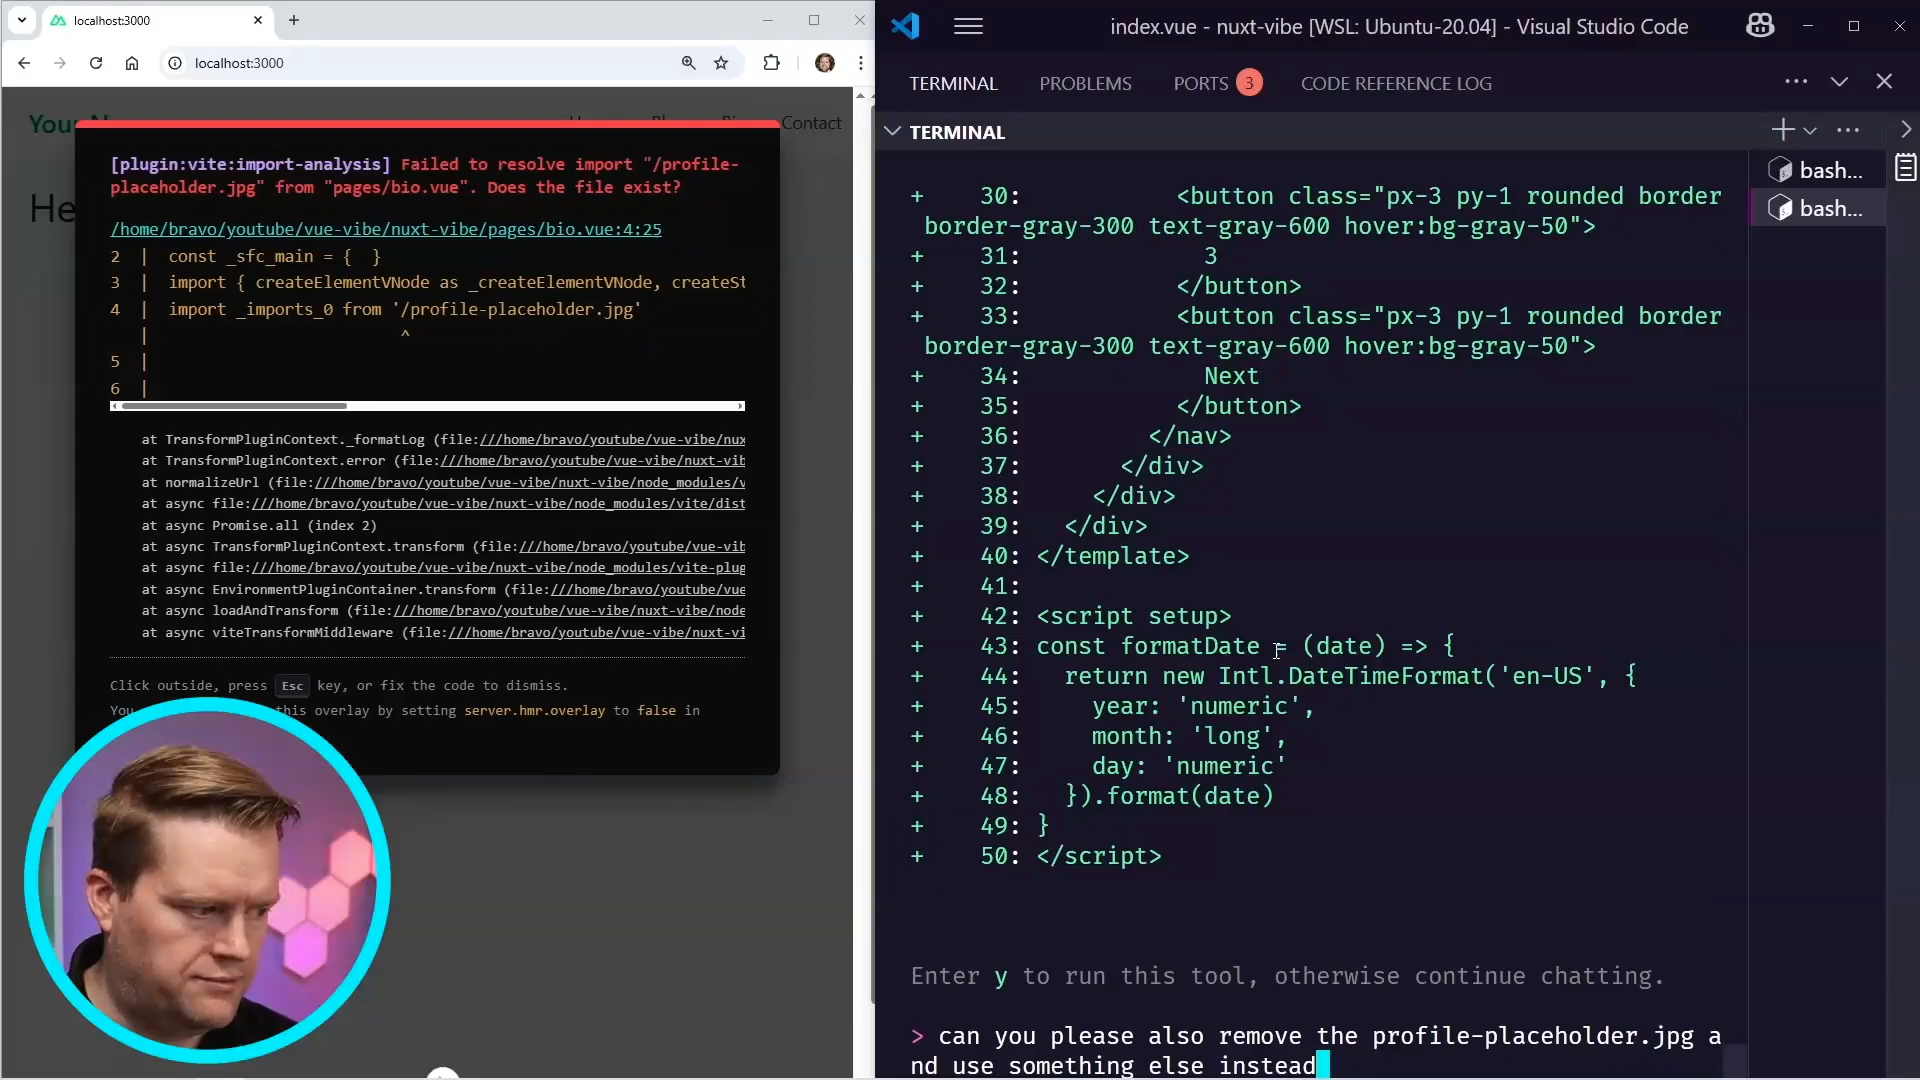 localhost:3000
localhost:3000
Contact
He
[plugin:vite:import-analysis] Failed to resolve import "/profile-
placeholder.jpg" from "pages/bio.vue". Does the file exist?
/home/bravo/youtube/vue-vibe/nuxt-vibe/pages/bio.vue:4:25
2 | const _sfc_main = {  }
3 | import { createElementVNode as _createElementVNode, createSt
4 | import _imports_0 from '/profile-placeholder.jpg'
| ^
5 |
6 |
at TransformPluginContext._formatLog (file:///home/bravo/youtube/vue-vibe/nux
at TransformPluginContext.error (file:///home/bravo/youtube/vue-vibe/nuxt-vib
at normalizeUrl (file:///home/bravo/youtube/vue-vibe/nuxt-vibe/node_modules/v
at async file:///home/bravo/youtube/vue-vibe/nuxt-vibe/node_modules/vite/dist
at async Promise.all (index 2)
at async TransformPluginContext.transform (file:///home/bravo/youtube/vue-vib
at async file:///home/bravo/youtube/vue-vibe/nuxt-vibe/node_modules/vite-plug
at async EnvironmentPluginContainer.transform (file:///home/bravo/youtube/vue
at async loadAndTransform (file:///home/bravo/youtube/vue-vibe/nuxt-vibe/node
at async viteTransformMiddleware (file:///home/bravo/youtube/vue-vibe/nuxt-vi
Click outside, press Esc key, or fix the code to dismiss.
this overlay by setting server.hmr.overlay to false in
index.vue - nuxt-vibe [WSL: Ubuntu-20.04] - Visual Studio Code
TERMINAL PROBLEMS PORTS 3 CODE REFERENCE LOG
TERMINAL
bash...
bash...
+ 30: <button class="px-3 py-1 rounded border
border-gray-300 text-gray-600 hover:bg-gray-50">
+ 31: 3
+ 32: </button>
+ 33: <button class="px-3 py-1 rounded border
border-gray-300 text-gray-600 hover:bg-gray-50">
+ 34: Next
+ 35: </button>
+ 36: </nav>
+ 37: </div>
+ 38: </div>
+ 39: </div>
+ 40: </template>
+ 41:
+ 42: <script setup>
+ 43: const formatDate = (date) => {
+ 44: return new Intl.DateTimeFormat('en-US', {
+ 45: year: 'numeric',
+ 46: month: 'long',
+ 47: day: 'numeric'
+ 48: }).format(date)
+ 49: }
+ 50: </script>
Enter y to run this tool, otherwise continue chatting.
> can you please also remove the profile-placeholder.jpg a
nd use something else instead